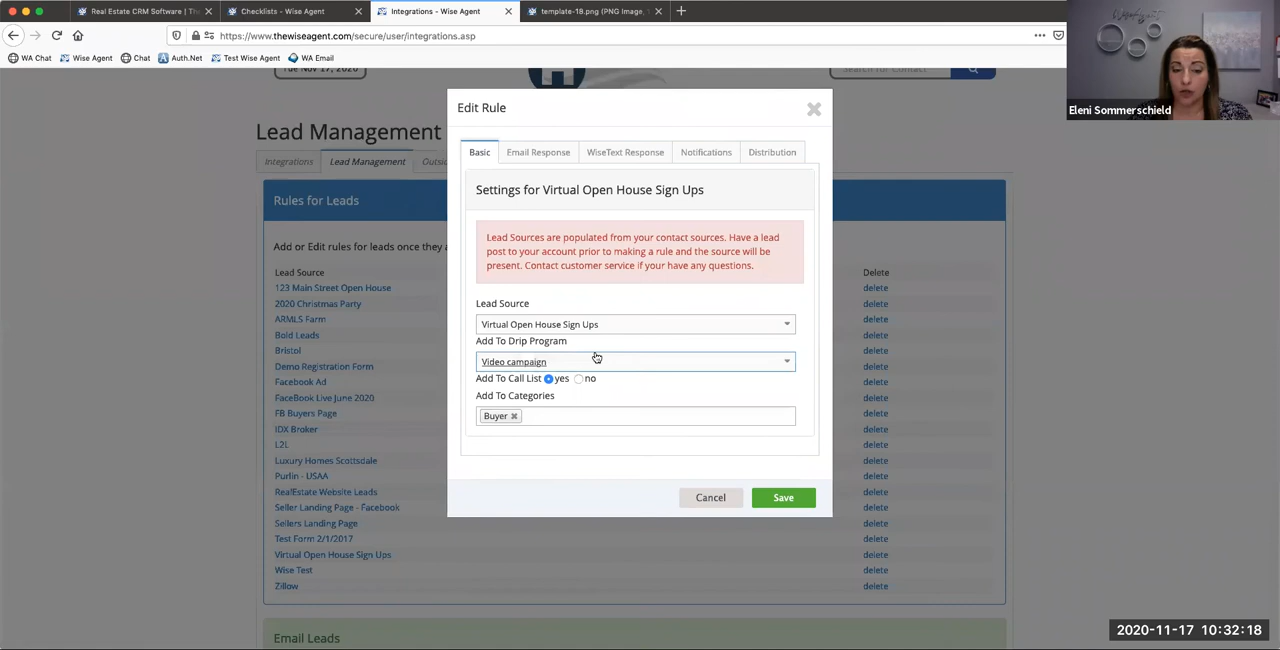 Real Estate CRM Software | The
Checklists - Wise Agent
Integrations - Wise Agent
template-18.png (PNG Image, 
https://www.thewiseagent.com/secure/user/integrations.asp
WA Chat
Wise Agent
Chat
Auth.Net
Test Wise Agent
WA Email
Tue Nov 17, 2020
Search for Contact
Eleni Sommerschield
Lead Management
Integrations
Lead Management
Rules for Leads
Add or Edit rules for leads once they a
Lead Source
Delete
123 Main Street Open House
delete
2020 Christmas Party
delete
ARMLS Farm
delete
Bold Leads
delete
Bristol
delete
Demo Registration Form
delete
Facebook Ad
delete
FaceBook Live June 2020
delete
FB Buyers Page
delete
IDX Broker
delete
L2L
delete
Luxury Homes Scottsdale
delete
Purlin - USAA
delete
RealEstate Website Leads
delete
Seller Landing Page - Facebook
delete
Sellers Landing Page
delete
Test Form 2/1/2017
delete
Virtual Open House Sign Ups
delete
Wise Test
delete
Zillow
delete
Email Leads
Edit Rule
Basic
Email Response
WiseText Response
Notifications
Distribution
Settings for Virtual Open House Sign Ups
Lead Sources are populated from your contact sources. Have a lead
post to your account prior to making a rule and the source will be
present. Contact customer service if your have any questions.
Lead Source
Virtual Open House Sign Ups
Add To Drip Program
Video campaign
Add To Call List yes no
Add To Categories
Buyer
Cancel
Save
2020-11-17 10:32:18